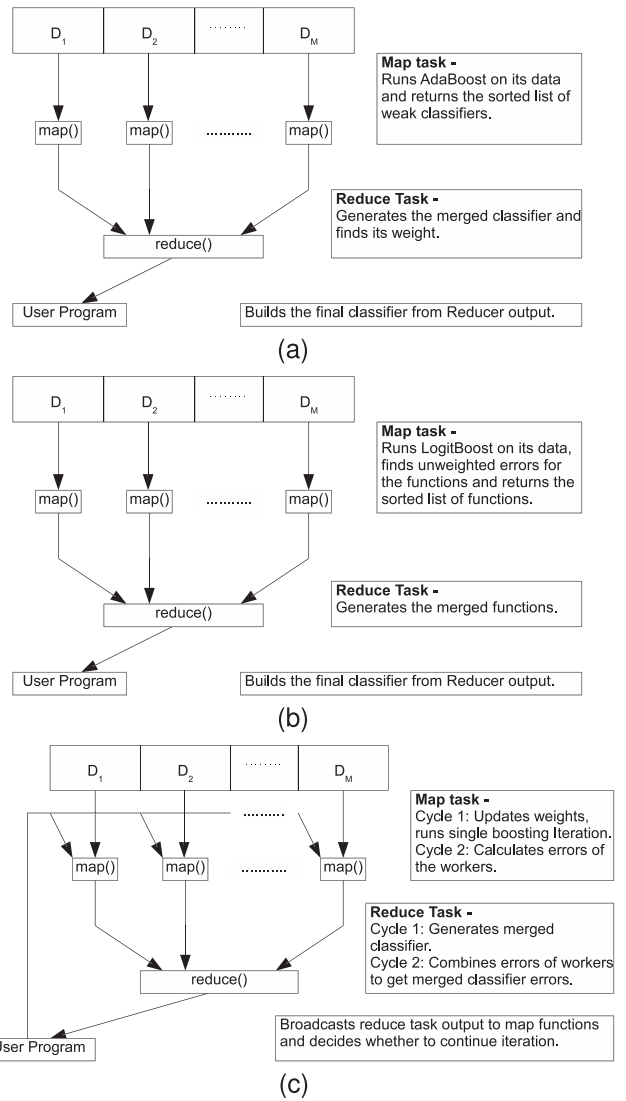 D1 D2 ........ DM
Map task -
Runs AdaBoost on its data
and returns the sorted list of
weak classifiers.
map() map() ........... map()
Reduce Task -
Generates the merged classifier and
finds its weight.
reduce()
User Program
Builds the final classifier from Reducer output.
(a)
D1 D2 ........ DM
Map task -
Runs LogitBoost on its data,
finds unweighted errors for
the functions and returns the
sorted list of functions.
map() map() ........... map()
Reduce Task -
Generates the merged functions.
reduce()
User Program
Builds the final classifier from Reducer output.
(b)
D1 D2 ........ DM
Map task -
Cycle 1: Updates weights,
runs single boosting Iteration.
Cycle 2: Calculates errors of
the workers.
.........
map() map() ........... map()
Reduce Task -
Cycle 1: Generates merged
classifier.
Cycle 2: Combines errors of workers
to get merged classifier errors.
reduce()
Broadcasts reduce task output to map functions
and decides whether to continue iteration.
User Program
(c)